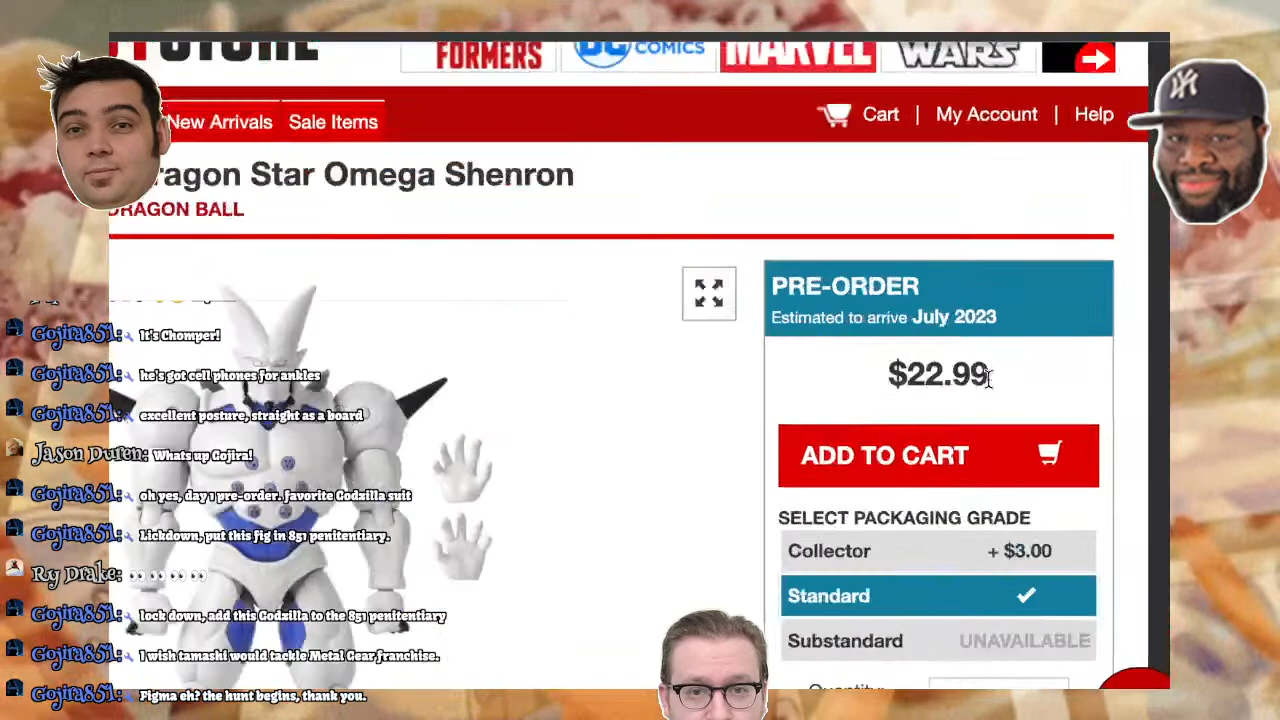 FORMERS DC COMICS MARVEL WARS
New Arrivals Sale Items Cart | My Account | Help
ragon Star Omega Shenron
DRAGON BALL
PRE-ORDER
Estimated to arrive July 2023
$22.99
ADD TO CART
SELECT PACKAGING GRADE
Collector + $3.00
Standard
Substandard UNAVAILABLE
Gojira851: It's Chomper!
Gojira851: he's got cell phones for ankles
Gojira851: excellent posture, straight as a board
Jason Duren: Whats up Gojira!
Gojira851: oh yes, day 1 pre-order. favorite Godzilla suit
Gojira851: Lickdown, put this fig in 851 penitentiary.
Ry Drake: 👀 👀 👀 👀
Gojira851: lock down, add this Godzilla to the 851 penitentiary
Gojira851: I wish tamashi would tackle Metal Gear franchise.
Gojira851: Figma eh? the hunt begins, thank you.